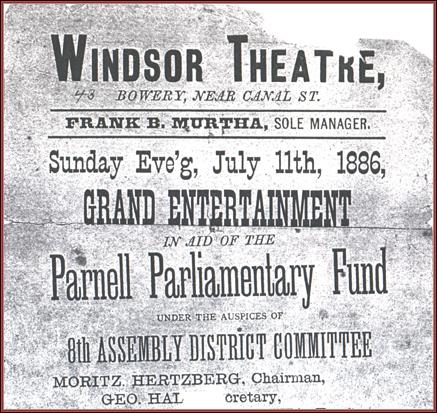 WINDSOR THEATRE,
43 BOWERY, NEAR CANAL ST.
FRANK B. MURTHA, SOLE MANAGER.
Sunday Eve'g, July 11th, 1886,
GRAND ENTERTAINMENT
IN AID OF THE
Parnell Parliamentary Fund
UNDER THE AUSPICES OF
8th ASSEMBLY DISTRICT COMMITTEE
MORITZ HERTZBERG, Chairman,
GEO. HAL cretary,